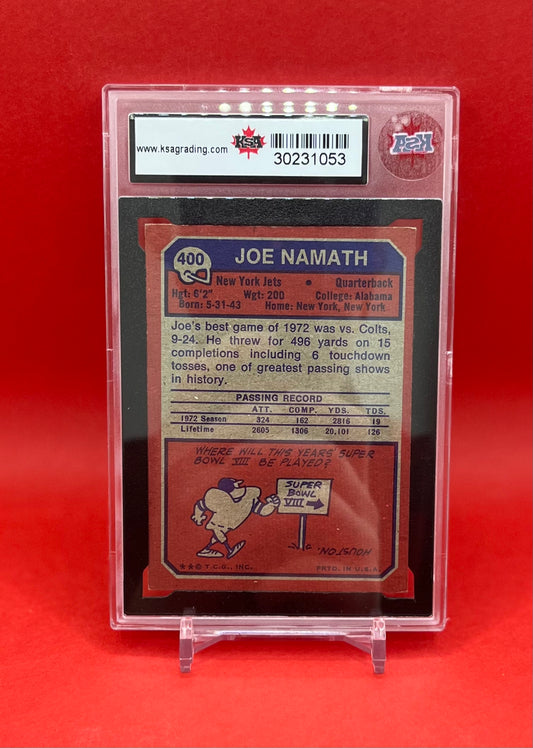 www.ksagrading.com
KSA
30231053
KSA
400
JOE NAMATH
New York Jets • Quarterback
Hgt: 6'2" Wgt: 200 College: Alabama
Born: 5-31-43 Home: New York, New York
Joe's best game of 1972 was vs. Colts,
9-24. He threw for 496 yards on 15
completions including 6 touchdown
tosses, one of greatest passing shows
in history.
PASSING RECORD
ATT. COMP. YDS. TDS.
1972 Season 324 162 2816 19
Lifetime 2605 1306 20,101 126
WHERE WILL THIS YEARS SUPER
BOWL VIII BE PLAYED?
SUPER
BOWL
VIII
HOUSTON.
★★© T.C.G., INC. PRTD. IN U.S.A.